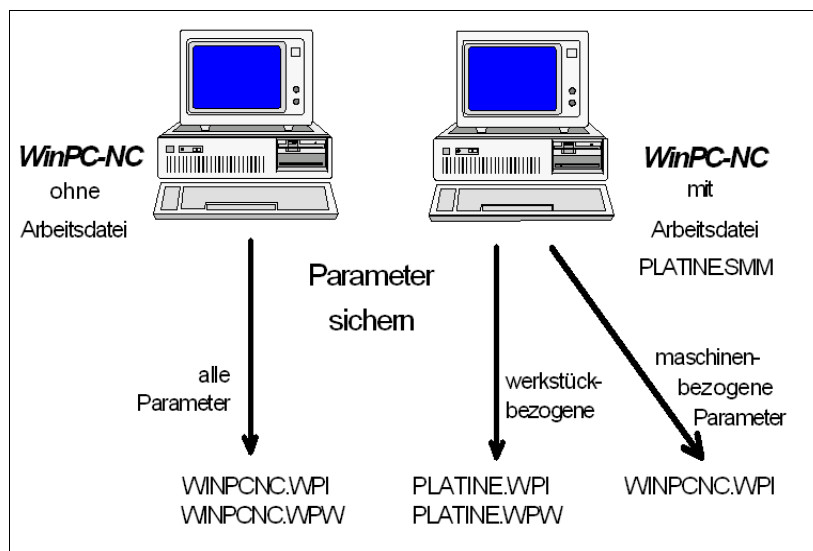 WinPC-NC
ohne
Arbeitsdatei
WinPC-NC
mit
Arbeitsdatei
PLATINE.SMM
Parameter
sichern
alle
Parameter
werkstück-
bezogene
maschinen-
bezogene
Parameter
WINPCNC.WPI
WINPCNC.WPW
PLATINE.WPI
PLATINE.WPW
WINPCNC.WPI